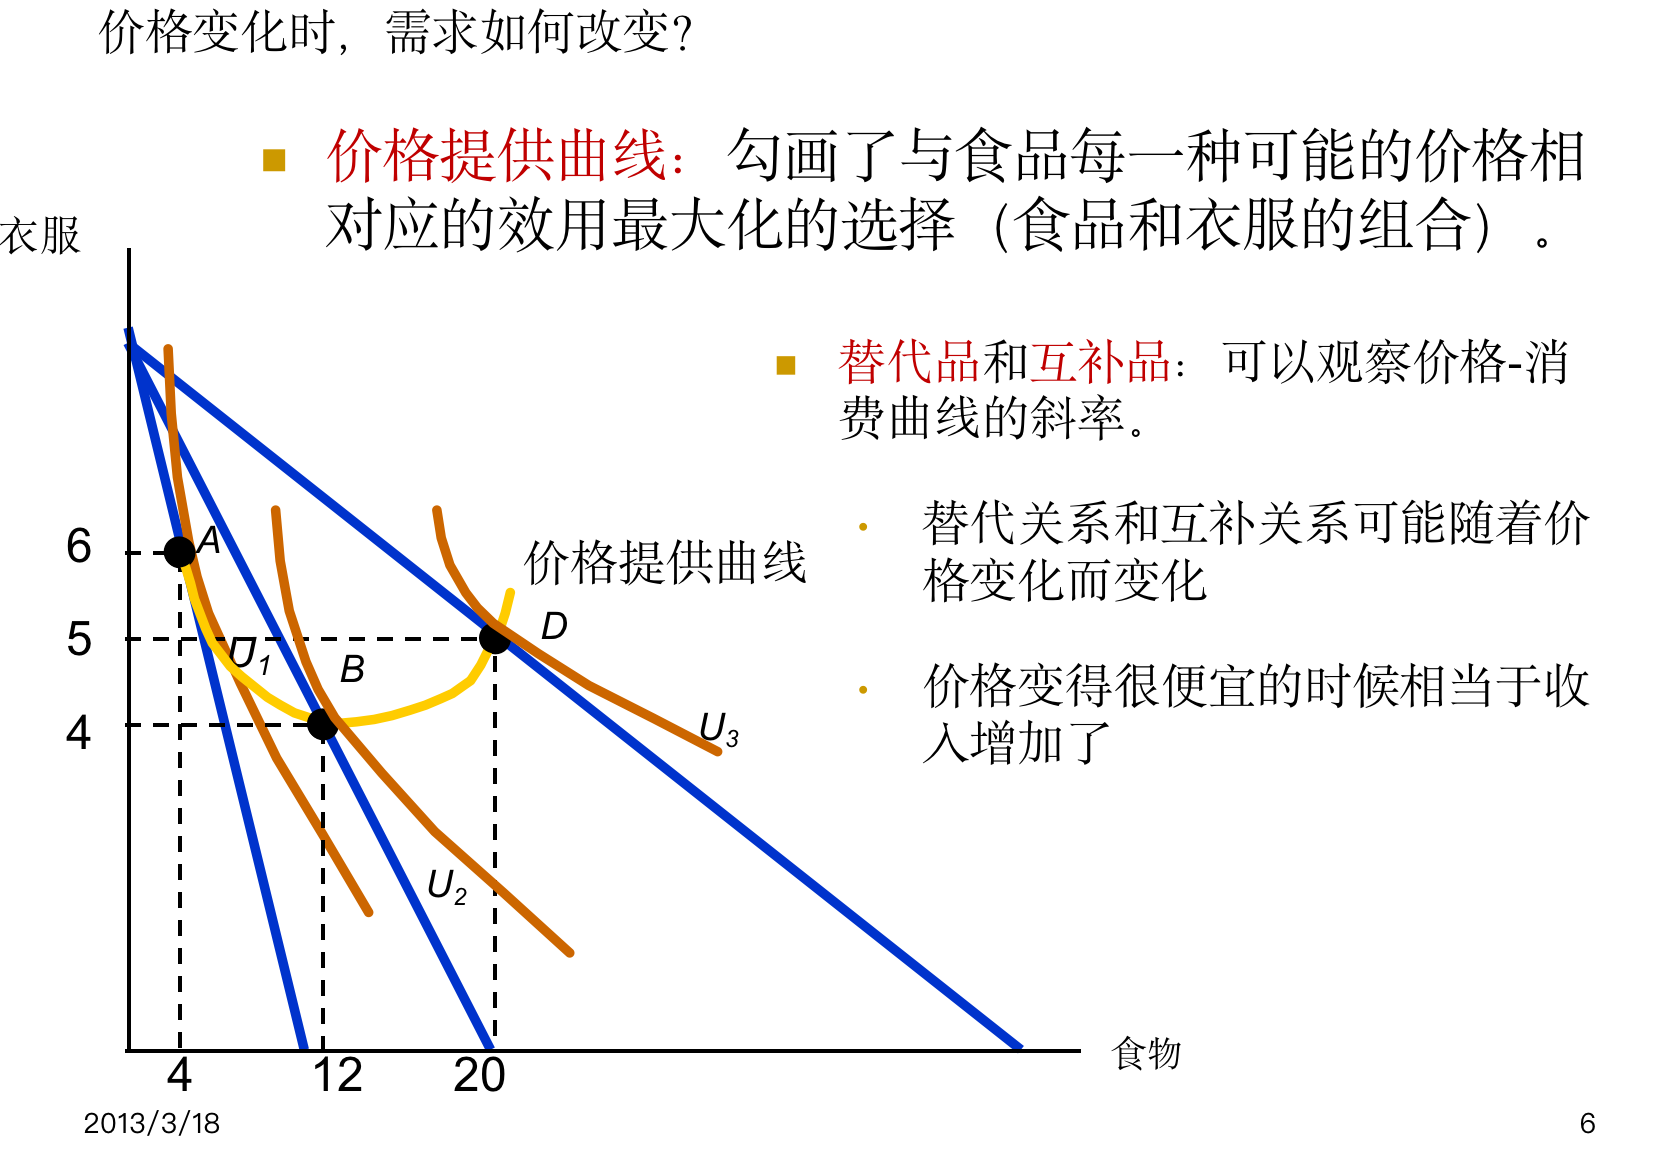 价格变化时，需求如何改变？
■ 价格提供曲线：勾画了与食品每一种可能的价格相
对应的效用最大化的选择（食品和衣服的组合）。
衣服
■ 替代品和互补品：可以观察价格-消
费曲线的斜率。
• 替代关系和互补关系可能随着价
格变化而变化
• 价格变得很便宜的时候相当于收
入增加了
6
A
价格提供曲线
5
D
U1
B
4
U3
U2
食物
4
12
20
2013/3/18
6